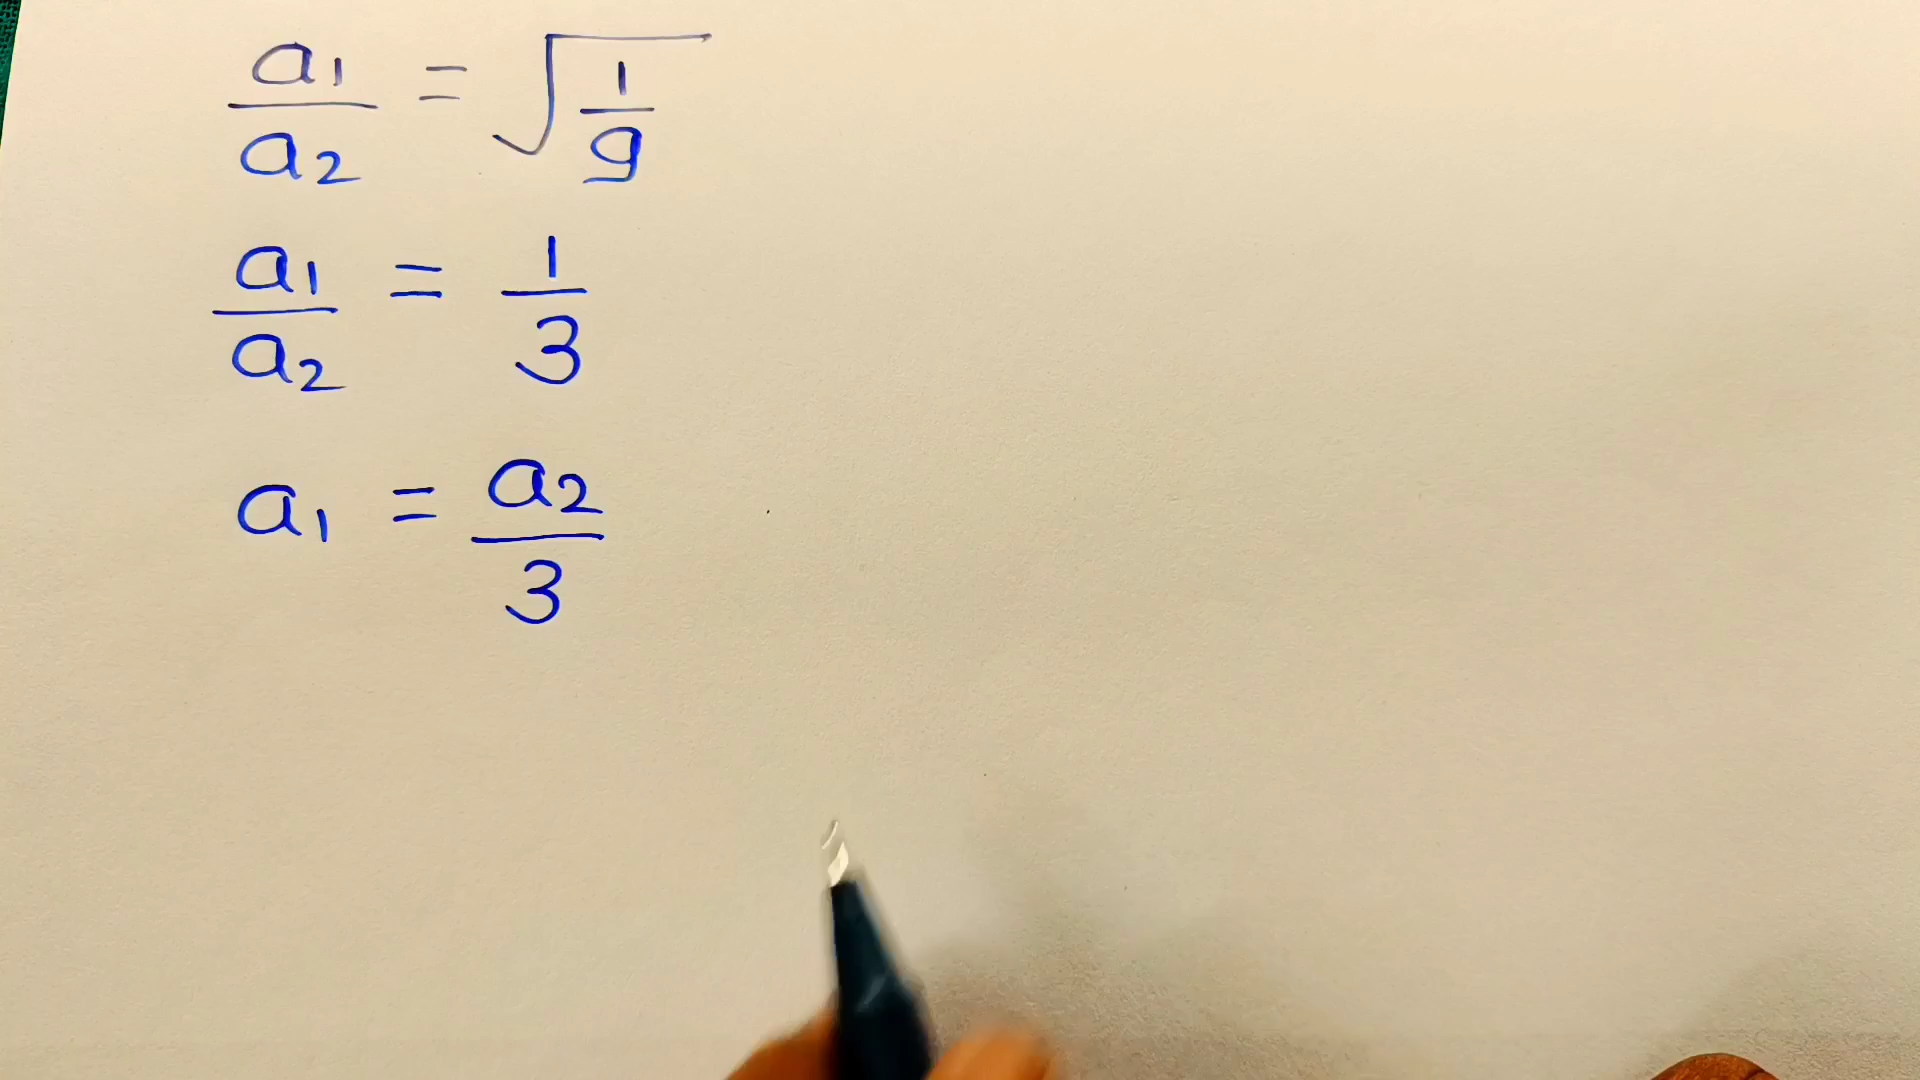 a₁/a₂ = √(1/9)
a₁/a₂ = 1/3
a₁ = a₂/3